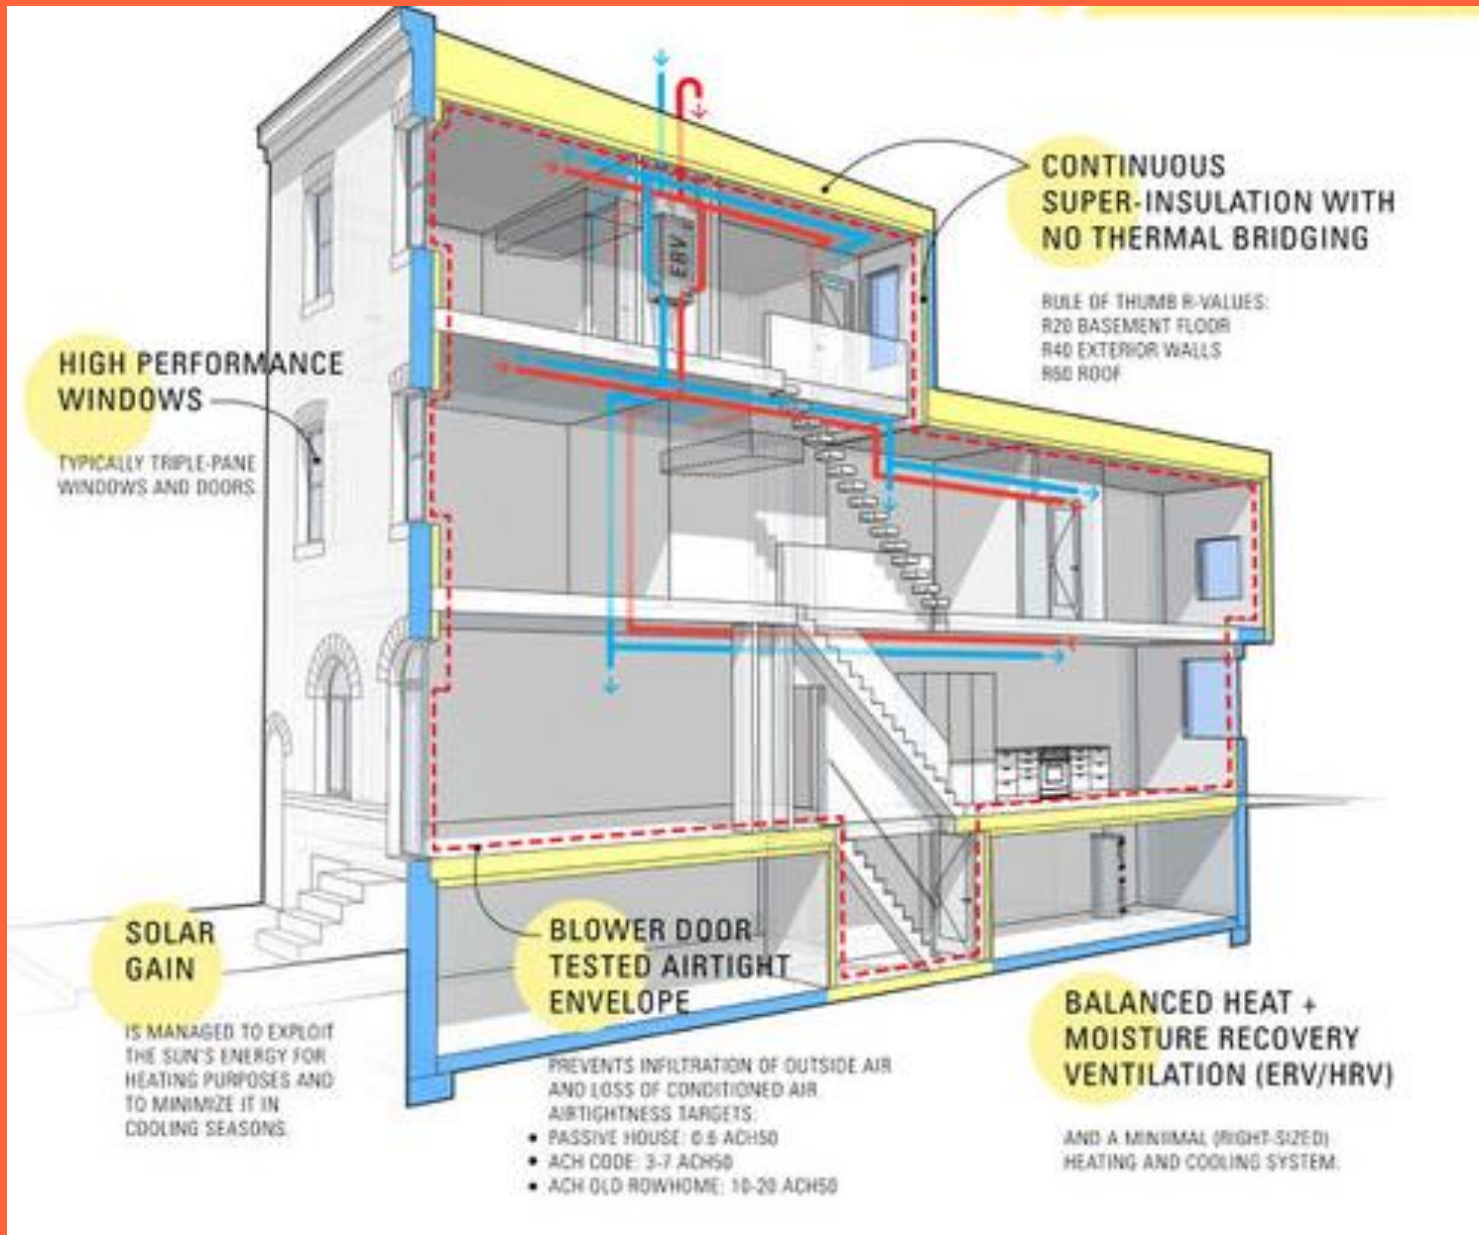 CONTINUOUS
SUPER-INSULATION WITH
NO THERMAL BRIDGING
RULE OF THUMB R-VALUES:
R20 BASEMENT FLOOR
R40 EXTERIOR WALLS
R60 ROOF
ERV
HIGH PERFORMANCE
WINDOWS
TYPICALLY TRIPLE-PANE
WINDOWS AND DOORS
SOLAR
GAIN
IS MANAGED TO EXPLOIT
THE SUN'S ENERGY FOR
HEATING PURPOSES AND
TO MINIMIZE IT IN
COOLING SEASONS.
BLOWER DOOR
TESTED AIRTIGHT
ENVELOPE
PREVENTS INFILTRATION OF OUTSIDE AIR
AND LOSS OF CONDITIONED AIR
AIRTIGHTNESS TARGETS:
• PASSIVE HOUSE: 0.6 ACH50
• ACH CODE: 3-7 ACH50
• ACH OLD ROWHOME: 10-20 ACH50
BALANCED HEAT +
MOISTURE RECOVERY
VENTILATION (ERV/HRV)
AND A MINIMAL (RIGHT-SIZED)
HEATING AND COOLING SYSTEM.